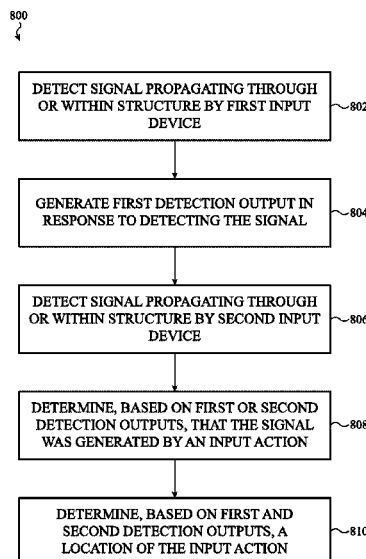 800
DETECT SIGNAL PROPAGATING THROUGH
OR WITHIN STRUCTURE BY FIRST INPUT
DEVICE
802
GENERATE FIRST DETECTION OUTPUT IN
RESPONSE TO DETECTING THE SIGNAL
804
DETECT SIGNAL PROPAGATING THROUGH
OR WITHIN STRUCTURE BY SECOND INPUT
DEVICE
806
DETERMINE, BASED ON FIRST OR SECOND
DETECTION OUTPUTS, THAT THE SIGNAL
WAS GENERATED BY AN INPUT ACTION
808
DETERMINE, BASED ON FIRST AND
SECOND DETECTION OUTPUTS, A
LOCATION OF THE INPUT ACTION
810